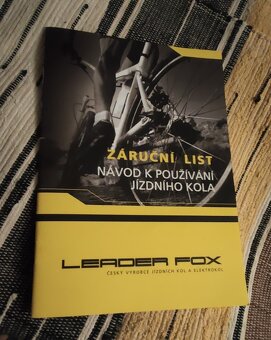 ZÁRUČNÍ LIST
NÁVOD K POUŽÍVÁNÍ
JÍZDNÍHO KOLA
LEADER FOX
ČESKÝ VÝROBCE JÍZDNÍCH KOL A ELEKTROKOL